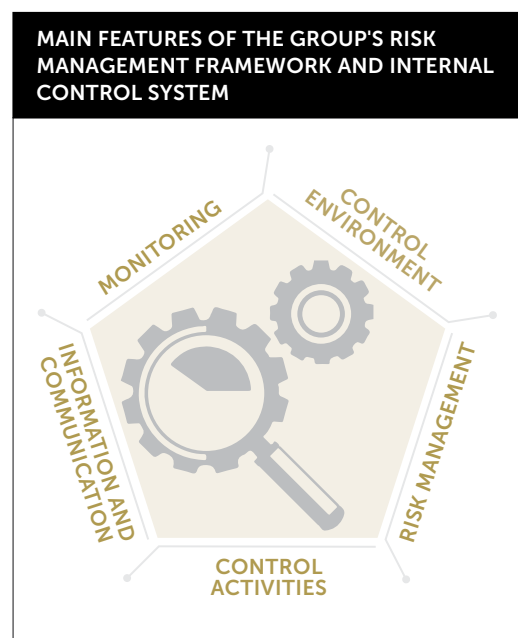 MAIN FEATURES OF THE GROUP'S RISK
MANAGEMENT FRAMEWORK AND INTERNAL
CONTROL SYSTEM
MONITORING
CONTROL
ENVIRONMENT
INFORMATION AND
COMMUNICATION
RISK MANAGEMENT
CONTROL
ACTIVITIES